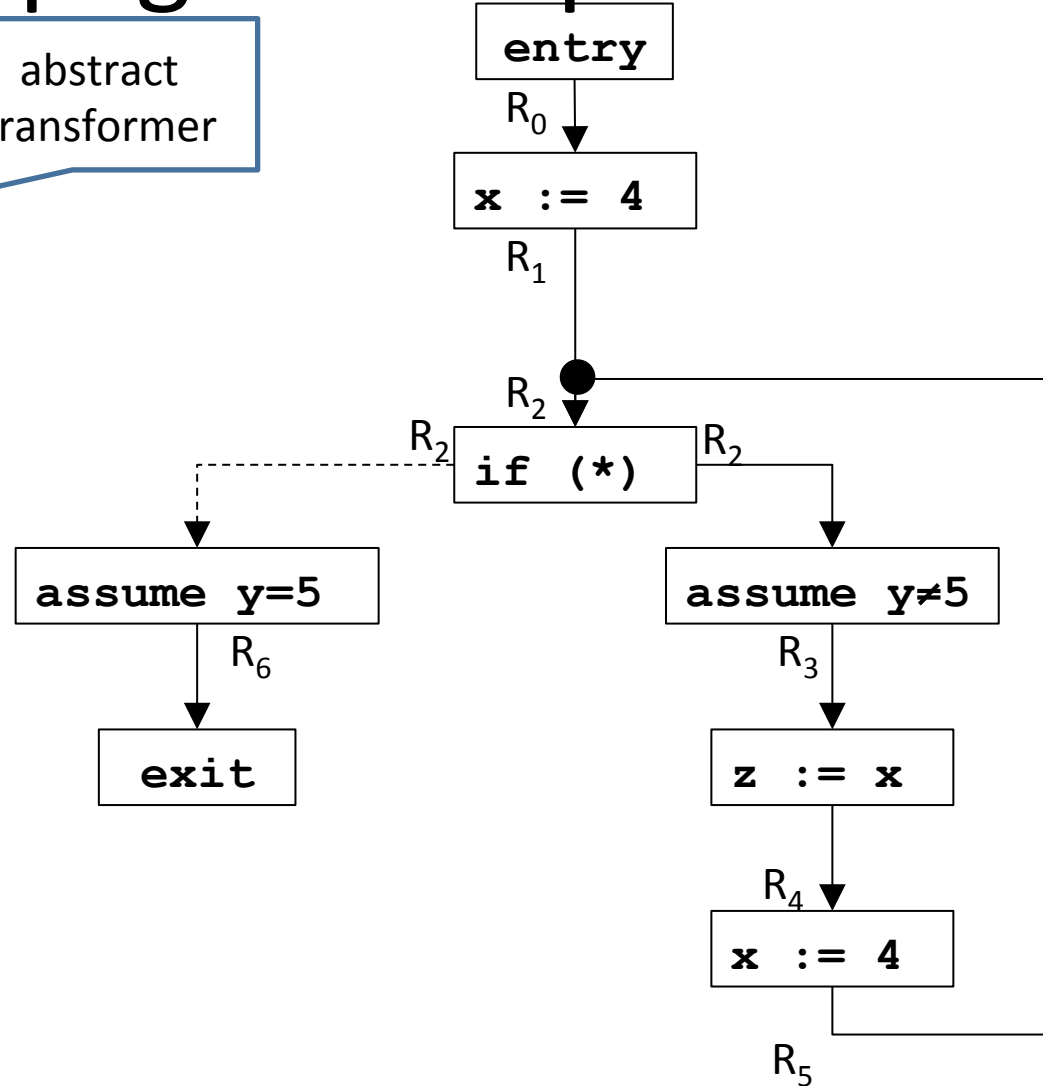 abstract
entry
ransformer
R₀
x := 4
R₁
R₂
R₂
R₂
if (*)
assume y=5
assume y≠5
R₆
R₃
exit
z := x
R₄
x := 4
R₅